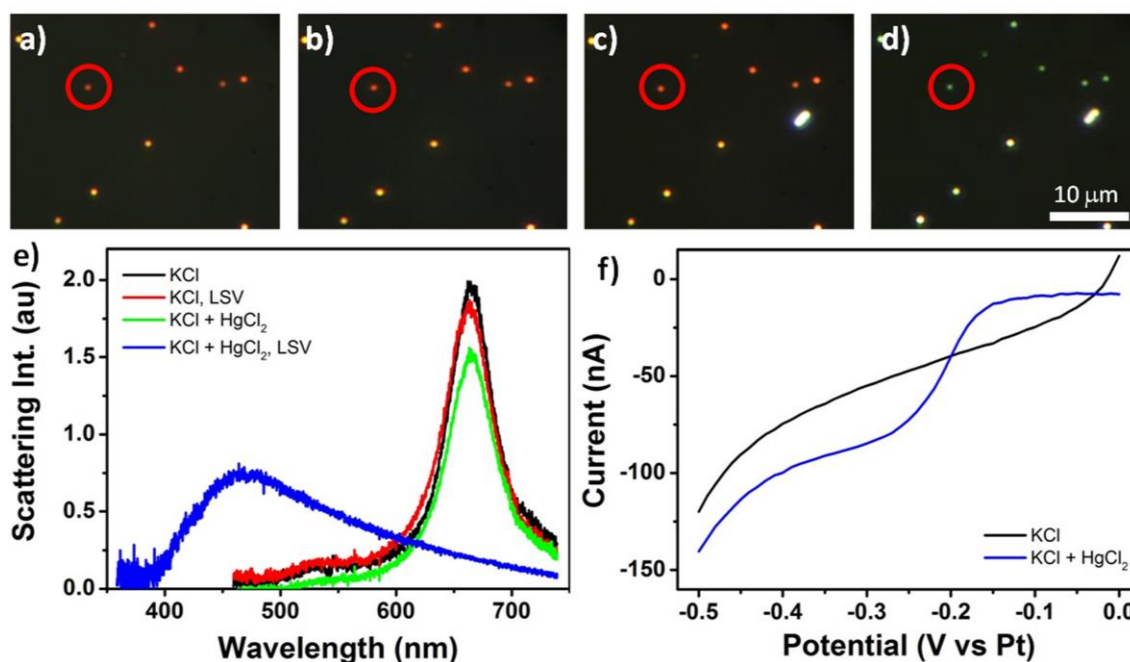 a)
b)
c)
d)
10 μm
e)
KCl
KCl, LSV
KCl + HgCl₂
KCl + HgCl₂, LSV
2.0
1.5
1.0
0.5
0.0
400 500 600 700
Scattering Int. (au)
Wavelength (nm)
f)
0
-50
-100
-150
KCl
KCl + HgCl₂
-0.5 -0.4 -0.3 -0.2 -0.1 0.0
Current (nA)
Potential (V vs Pt)